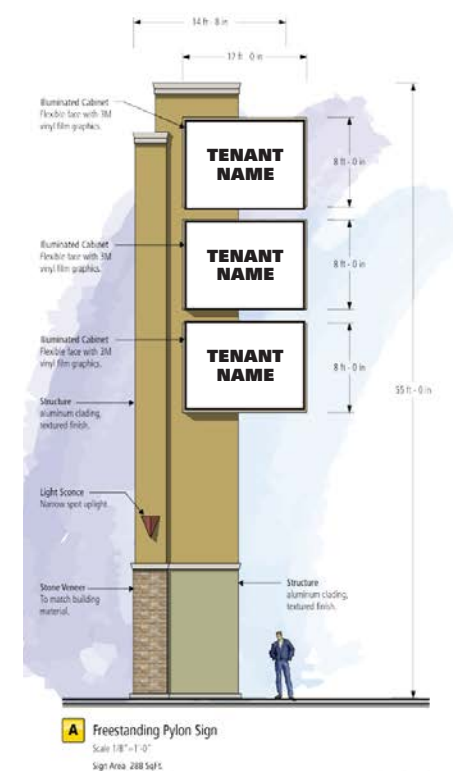 14 ft - 8 in
12 ft - 0 in
Illuminated Cabinet
Flexible face with 3M
vinyl film graphics.
TENANT
NAME
8 ft - 0 in
Illuminated Cabinet
Flexible face with 3M
vinyl film graphics.
TENANT
NAME
8 ft - 0 in
Illuminated Cabinet
Flexible face with 3M
vinyl film graphics.
TENANT
NAME
8 ft - 0 in
55 ft - 0 in
Structure
aluminum clading,
textured finish.
Light Sconce
Narrow spot uplight.
Stone Veneer
To match building
material.
Structure
aluminum clading,
textured finish.
A Freestanding Pylon Sign
Scale 1/8"=1'-0"
Sign Area 288 SqFt.